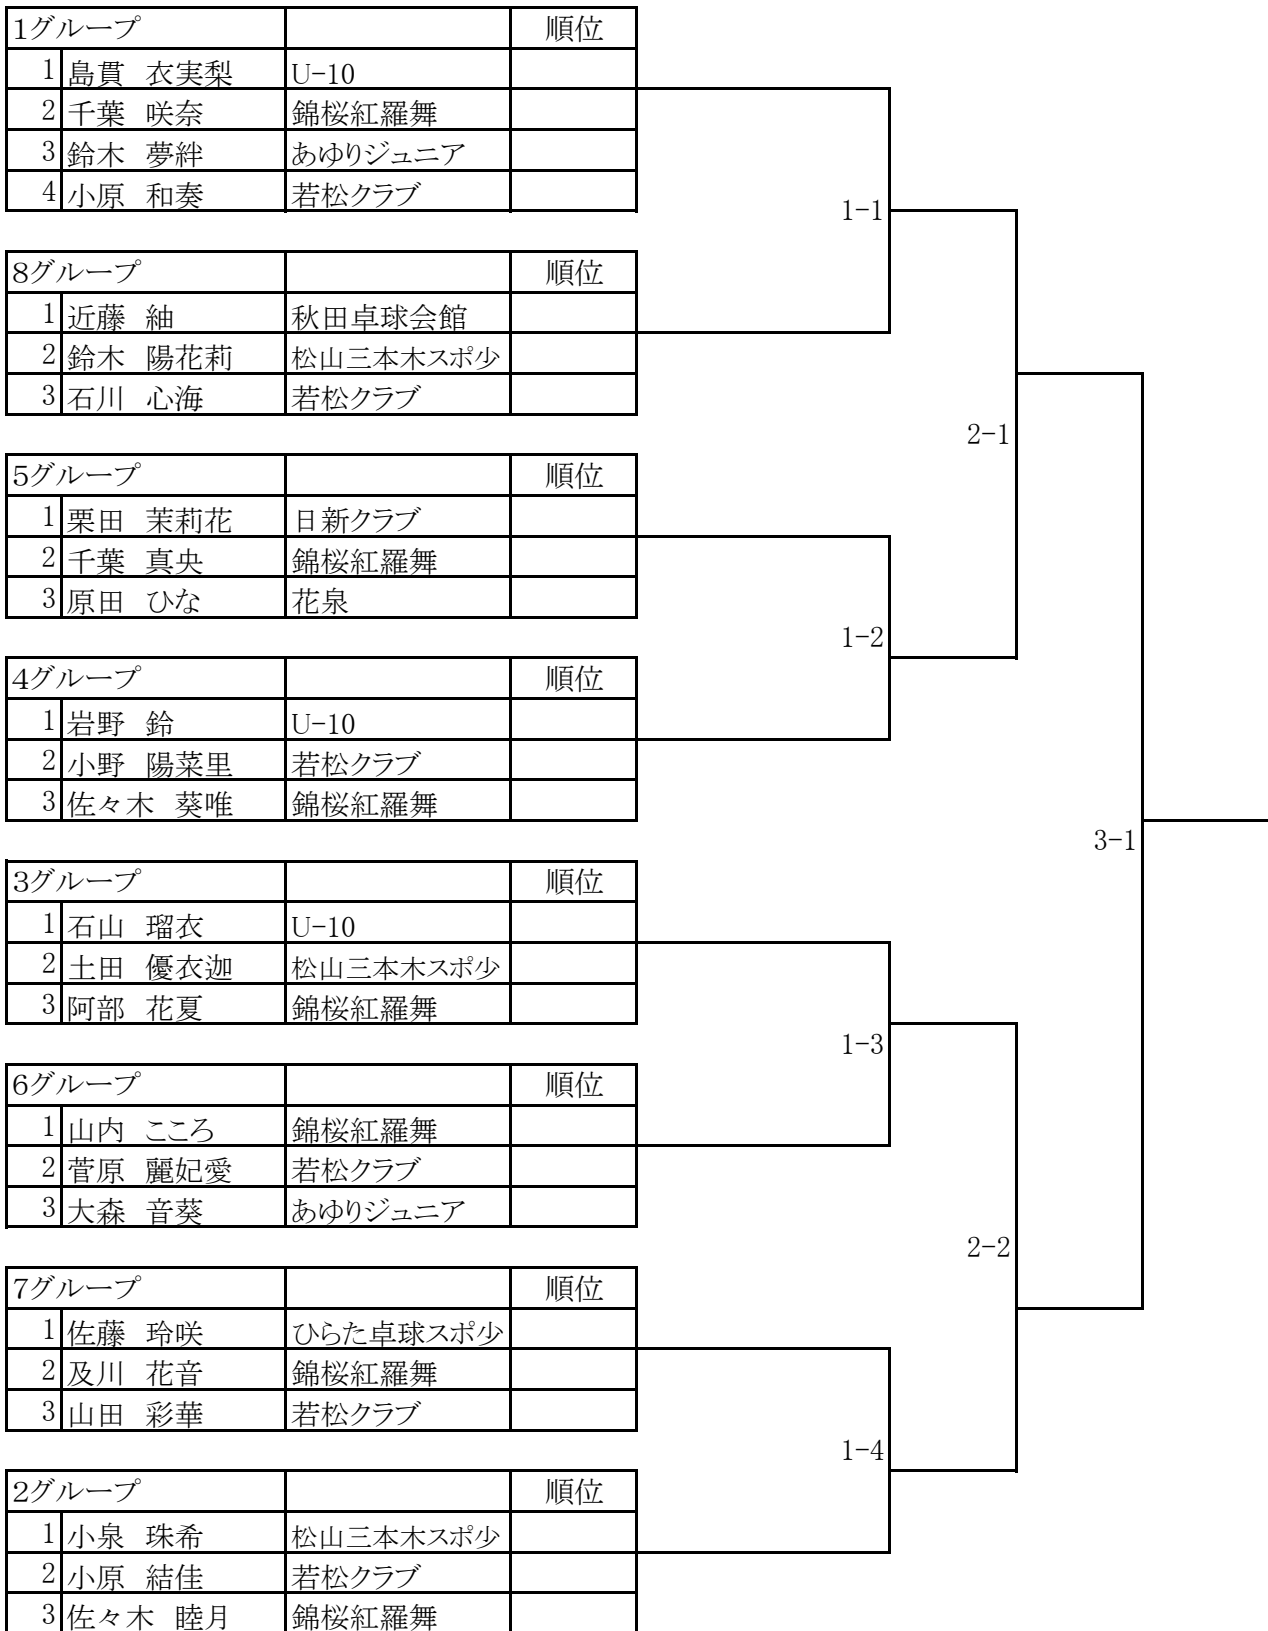 1グループ 順位
1 島貫 衣実梨 U-10
2 千葉 咲奈 錦桜紅羅舞
3 鈴木 夢絆 あゆりジュニア
4 小原 和奏 若松クラブ
1-1
8グループ 順位
1 近藤 紬 秋田卓球会館
2 鈴木 陽花莉 松山三本木スポ少
3 石川 心海 若松クラブ
2-1
5グループ 順位
1 栗田 茉莉花 日新クラブ
2 千葉 真央 錦桜紅羅舞
3 原田 ひな 花泉
1-2
4グループ 順位
1 岩野 鈴 U-10
2 小野 陽菜里 若松クラブ
3 佐々木 葵唯 錦桜紅羅舞
3-1
3グループ 順位
1 石山 瑠衣 U-10
2 土田 優衣迦 松山三本木スポ少
3 阿部 花夏 錦桜紅羅舞
1-3
6グループ 順位
1 山内 こころ 錦桜紅羅舞
2 菅原 麗妃愛 若松クラブ
3 大森 音葵 あゆりジュニア
2-2
7グループ 順位
1 佐藤 玲咲 ひらた卓球スポ少
2 及川 花音 錦桜紅羅舞
3 山田 彩華 若松クラブ
1-4
2グループ 順位
1 小泉 珠希 松山三本木スポ少
2 小原 結佳 若松クラブ
3 佐々木 睦月 錦桜紅羅舞